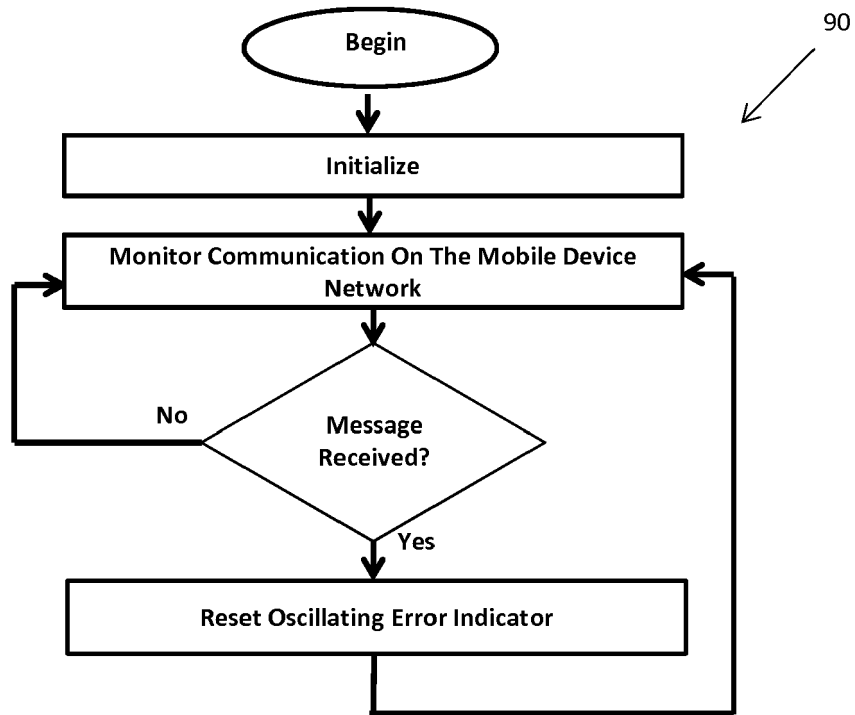 Begin
90
Initialize
Monitor Communication On The Mobile Device
Network
No
Message
Received?
Yes
Reset Oscillating Error Indicator